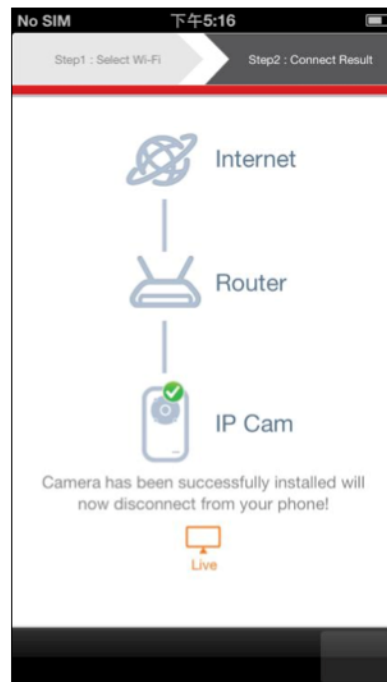 No SIM 下午5:16
Step1 : Select Wi-Fi Step2 : Connect Result
Internet
Router
IP Cam
Camera has been successfully installed will
now disconnect from your phone!
Live